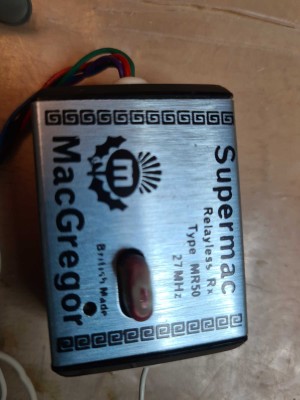 Supermac
Relayless Rx
Type MR50
27 MHz
m
British Made
MacGregor